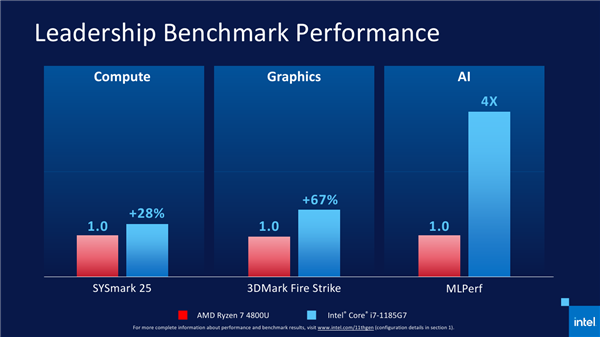 Leadership Benchmark Performance
Compute
Graphics
AI
1.0
+28%
1.0
+67%
1.0
4X
SYSmark 25
3DMark Fire Strike
MLPerf
AMD Ryzen 7 4800U
Intel® Core® i7-1185G7
For more complete information about performance and benchmark results, visit www.intel.com/11thgen (configuration details in section 1).
intel